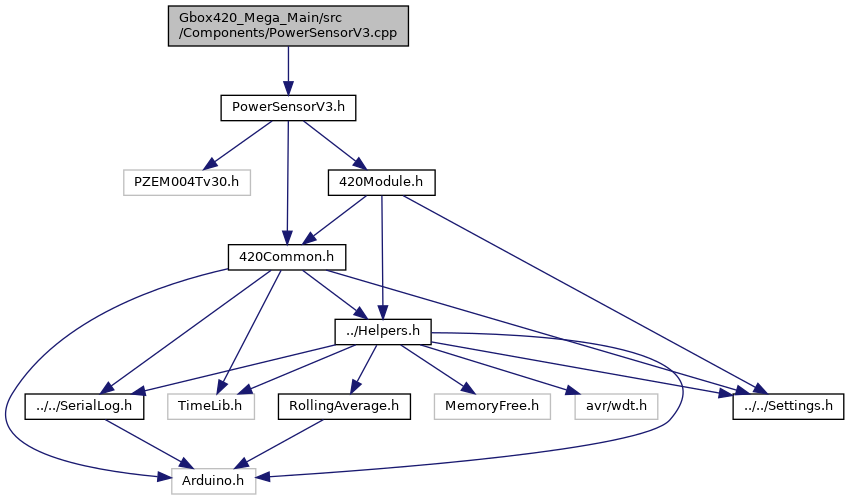 Gbox420_Mega_Main/src
/Components/PowerSensorV3.cpp
PowerSensorV3.h
PZEM004Tv30.h
420Module.h
420Common.h
../Helpers.h
../../SerialLog.h
TimeLib.h
RollingAverage.h
MemoryFree.h
avr/wdt.h
../../Settings.h
Arduino.h